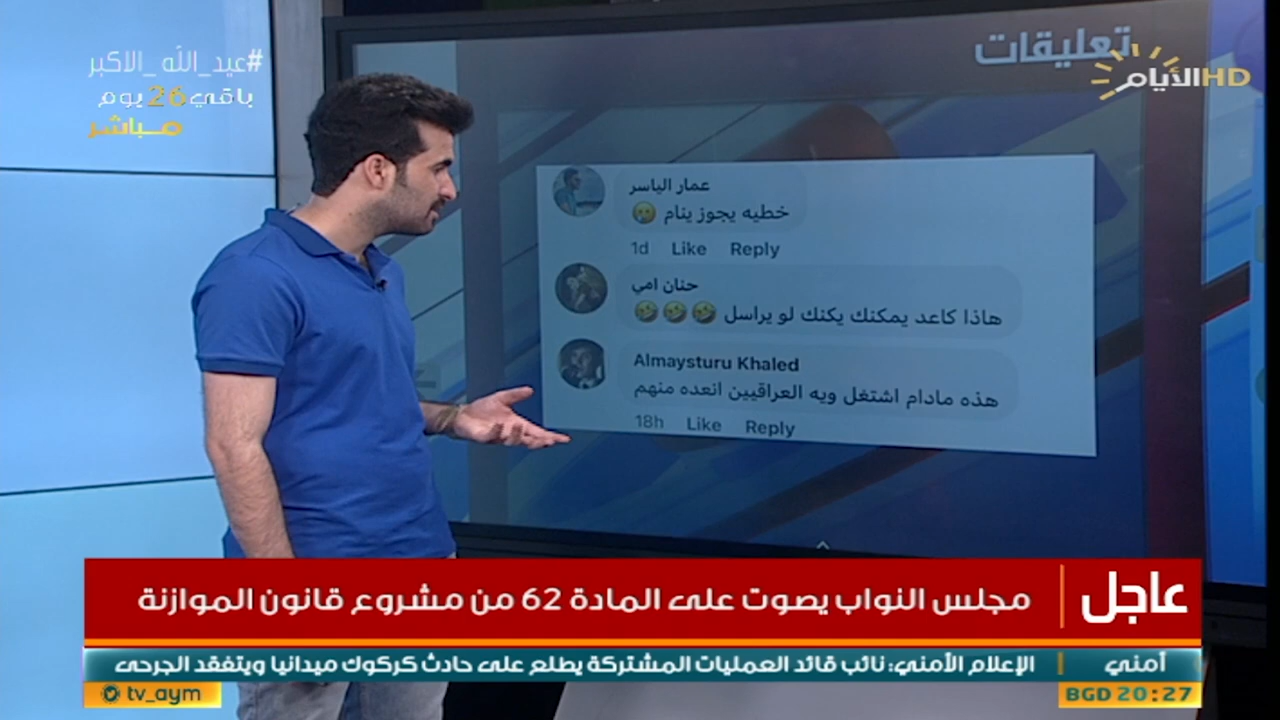 #عيد_الله_الاكبر
باقي 26 يوم
مباشر
تعليقات
الأيام HD
عمار الياسر
خطيه يجوز ينام 😢
1d Like Reply
حنان امي
هاذا كاعد يمكنك يكنك لو يراسل 🤣🤣🤣
Almaysturu Khaled
هذه مادام اشتغل ويه العراقيين انعده منهم
18h Like Reply
عاجل
مجلس النواب يصوت على المادة 62 من مشروع قانون الموازنة
أمني
الإعلام الأمني: نائب قائد العمليات المشتركة يطلع على حادث كركوك ميدانيا ويتفقد الجرحى
tv_aym
BGD 20:27